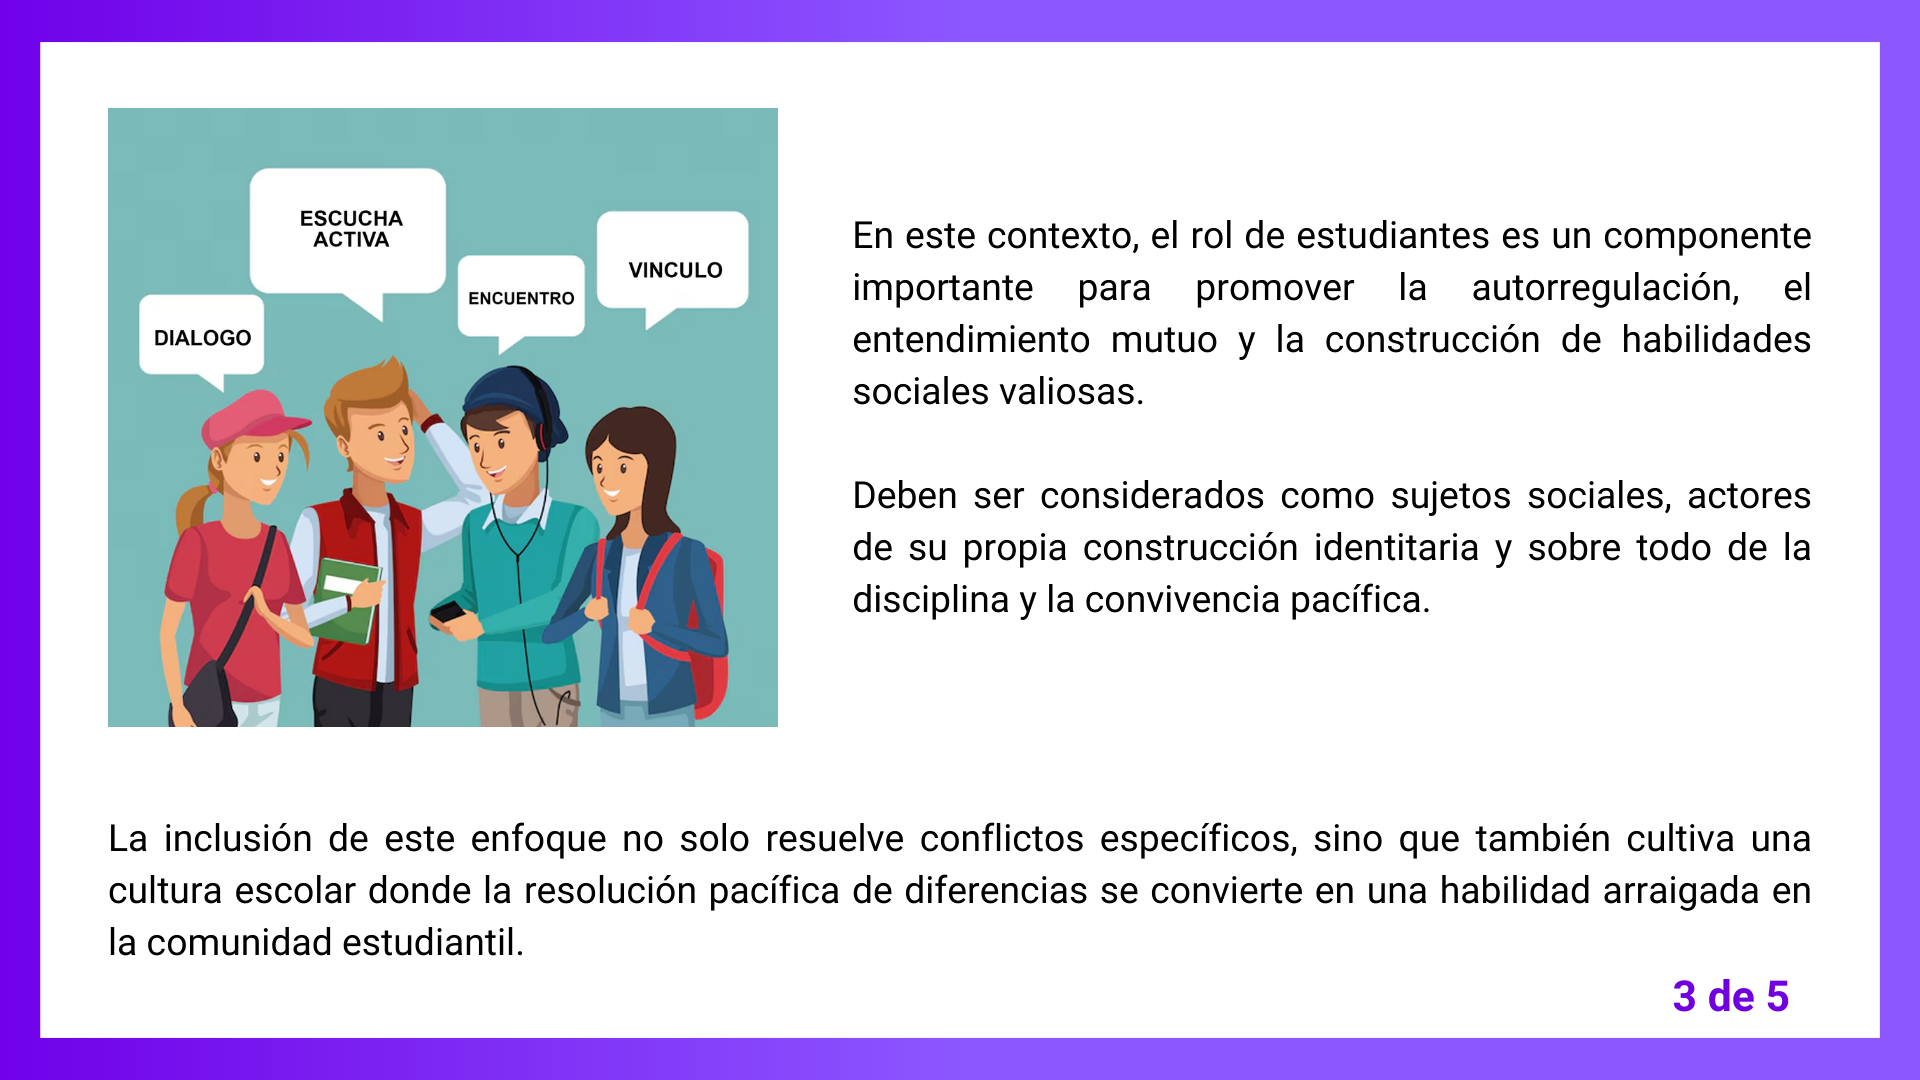 ESCUCHA
ACTIVA
VINCULO
ENCUENTRO
DIALOGO
En este contexto, el rol de estudiantes es un componente
importante para promover la autorregulación, el
entendimiento mutuo y la construcción de habilidades
sociales valiosas.
Deben ser considerados como sujetos sociales, actores
de su propia construcción identitaria y sobre todo de la
disciplina y la convivencia pacífica.
La inclusión de este enfoque no solo resuelve conflictos específicos, sino que también cultiva una
cultura escolar donde la resolución pacífica de diferencias se convierte en una habilidad arraigada en
la comunidad estudiantil.
3 de 5